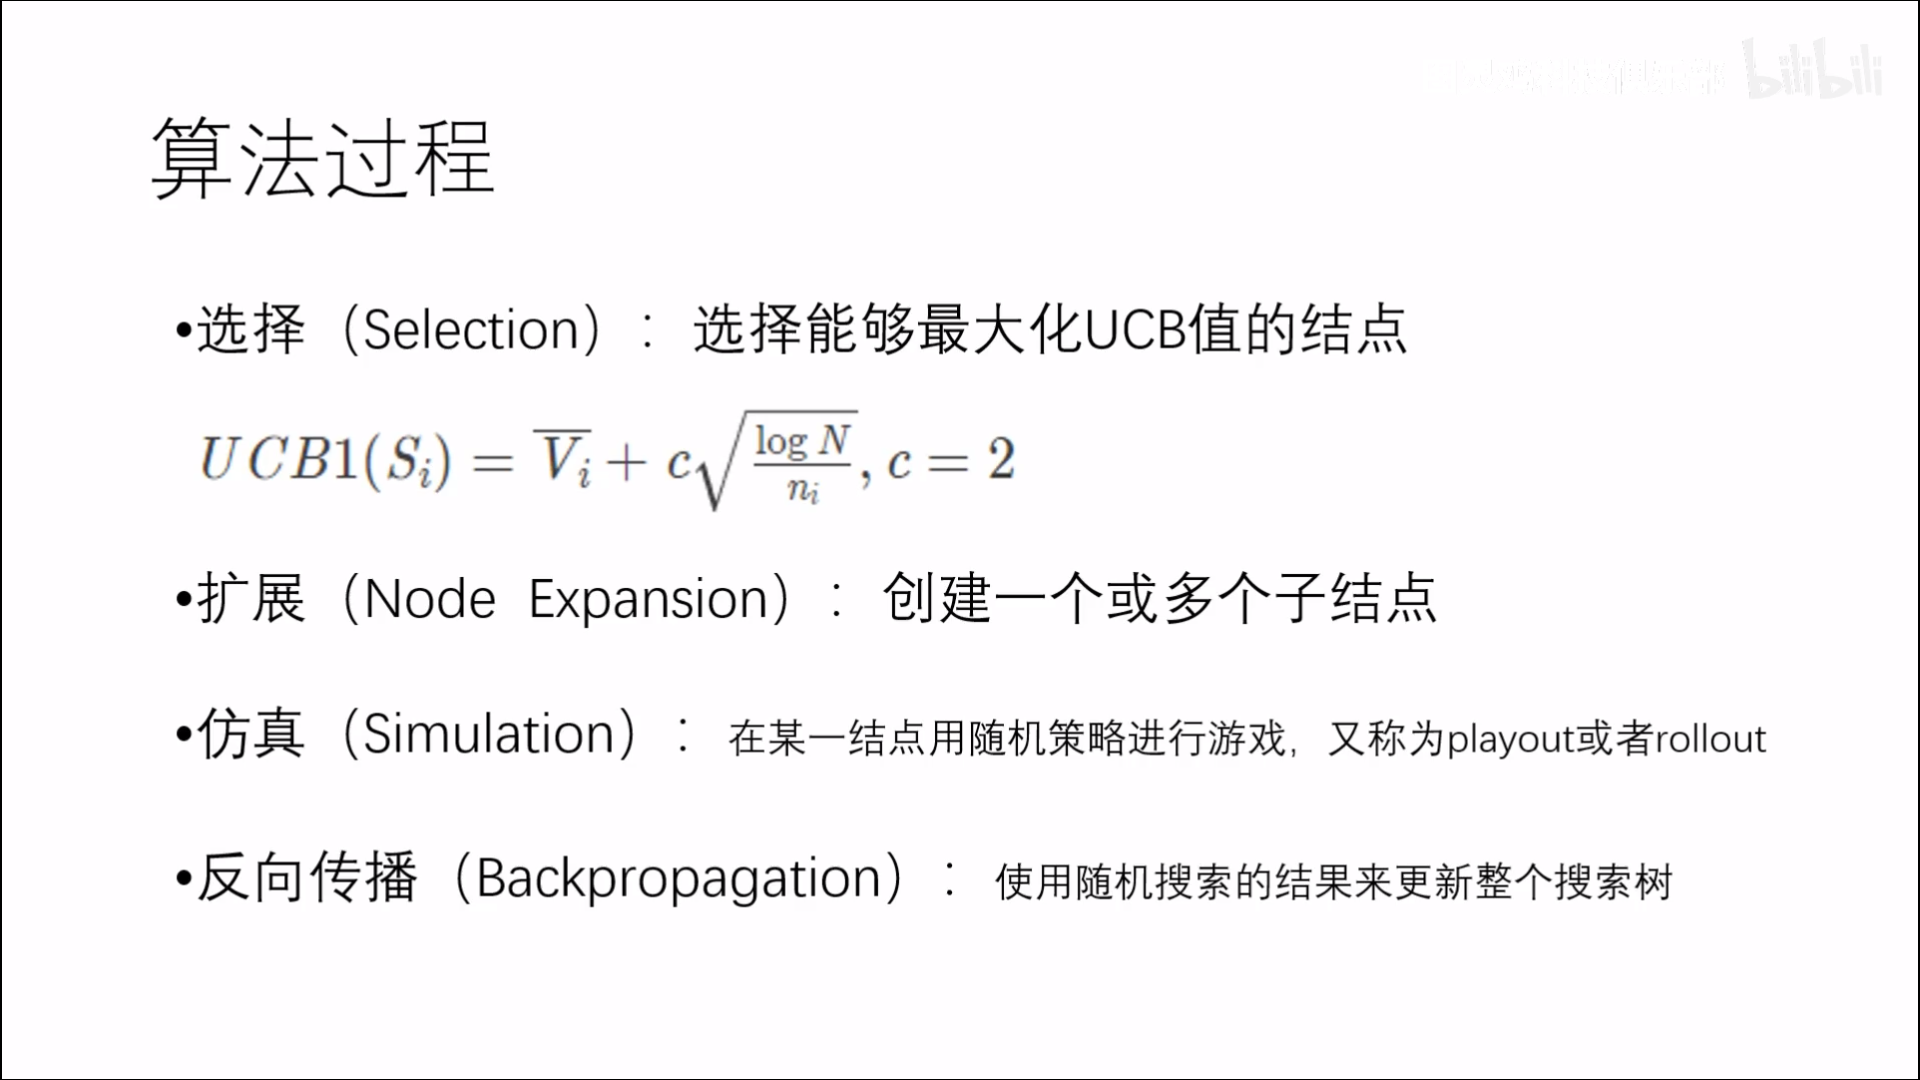 bilibili
算法过程
•选择（Selection）：选择能够最大化UCB值的结点
UCB1(S_i) = \overline{V_i} + c\sqrt{\frac{\log N}{n_i}}, c = 2
•扩展（Node Expansion）：创建一个或多个子结点
•仿真（Simulation）：在某一结点用随机策略进行游戏，又称为playout或者rollout
•反向传播（Backpropagation）：使用随机搜索的结果来更新整个搜索树